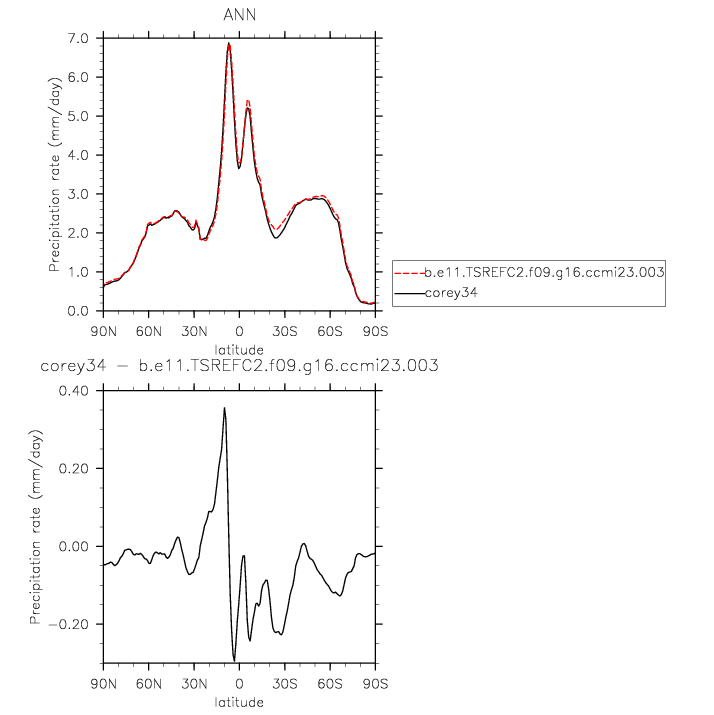 ANN
7.0
6.0
5.0
4.0
3.0
2.0
1.0
0.0
Precipitation rate (mm/day)
90N 60N 30N 0 30S 60S 90S
latitude
b.e11.TSREFC2.f09.g16.ccmi23.003
corey34
corey34 − b.e11.TSREFC2.f09.g16.ccmi23.003
0.40
0.20
0.00
−0.20
Precipitation rate (mm/day)
90N 60N 30N 0 30S 60S 90S
latitude